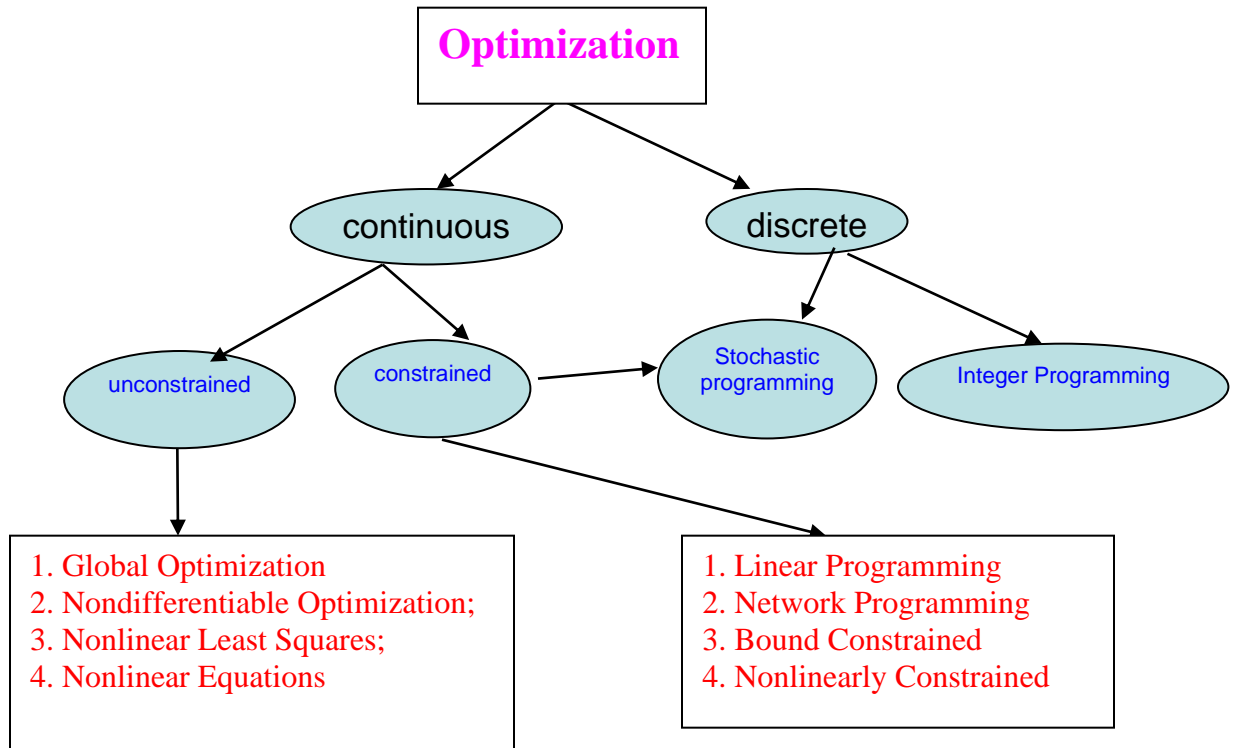 Optimization
continuous
discrete
unconstrained
constrained
Stochastic
programming
Integer Programming
1. Global Optimization
2. Nondifferentiable Optimization;
3. Nonlinear Least Squares;
4. Nonlinear Equations
1. Linear Programming
2. Network Programming
3. Bound Constrained
4. Nonlinearly Constrained